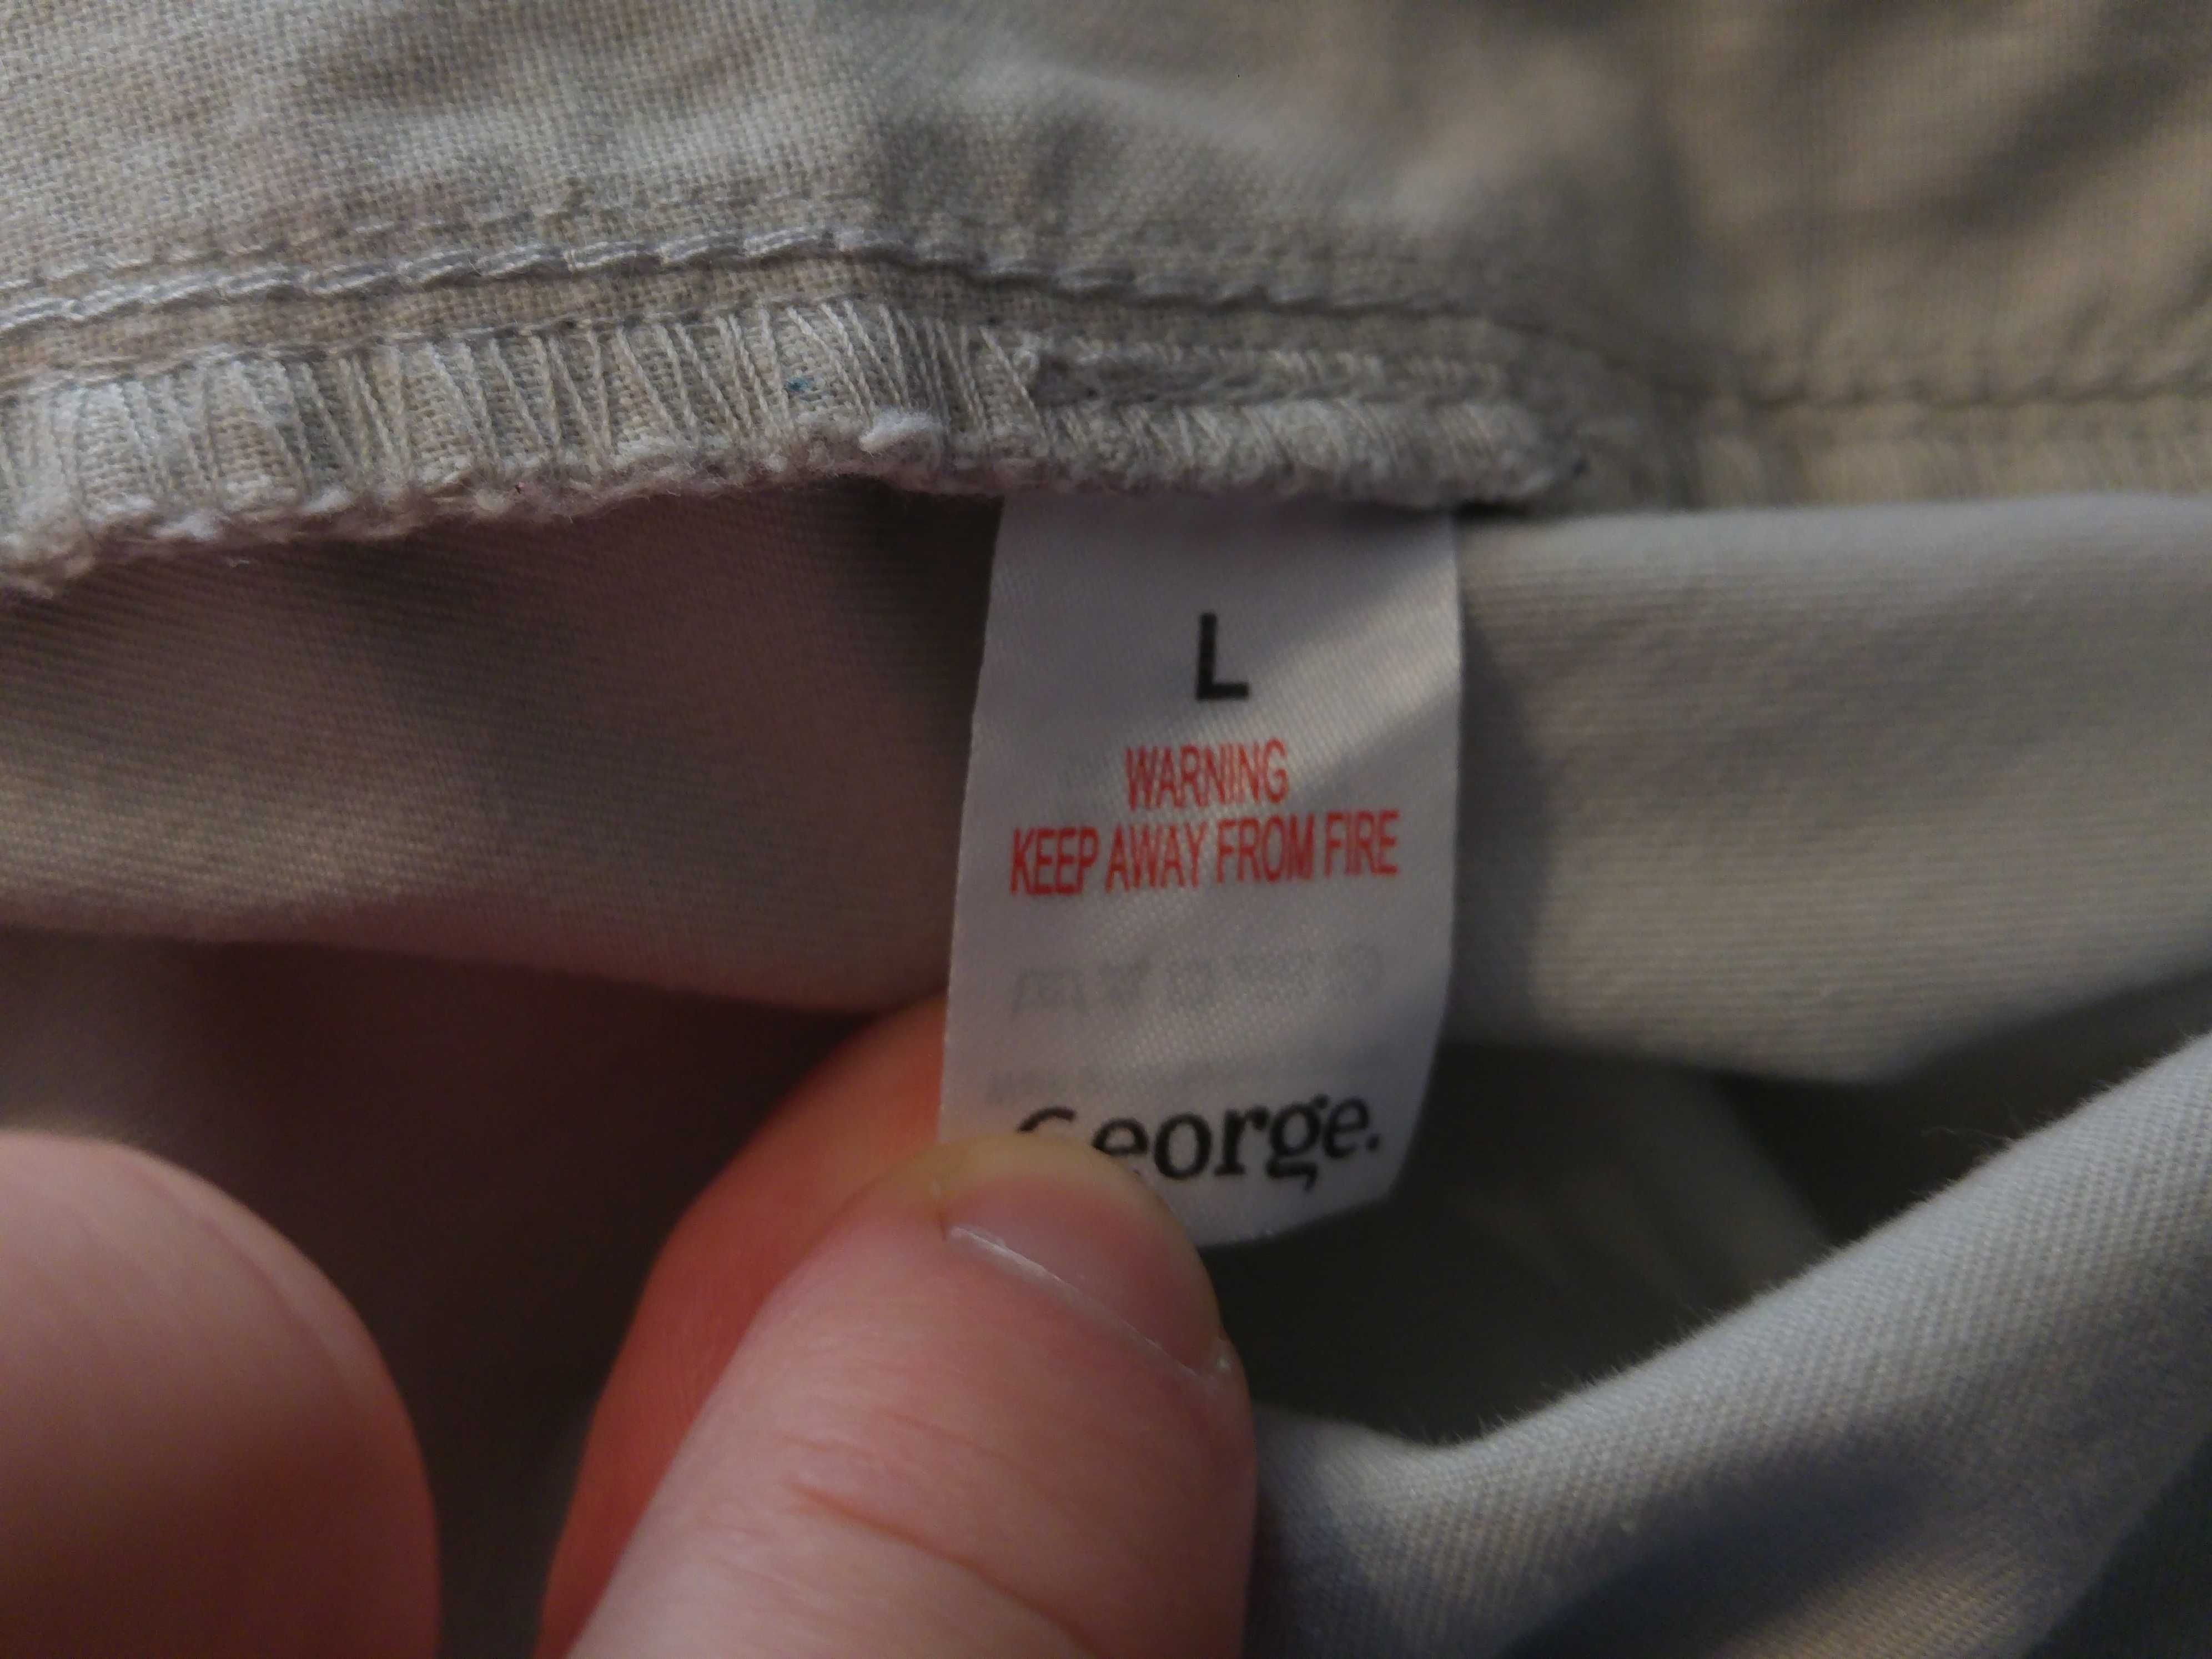 L
WARNING
KEEP AWAY FROM FIRE
George.